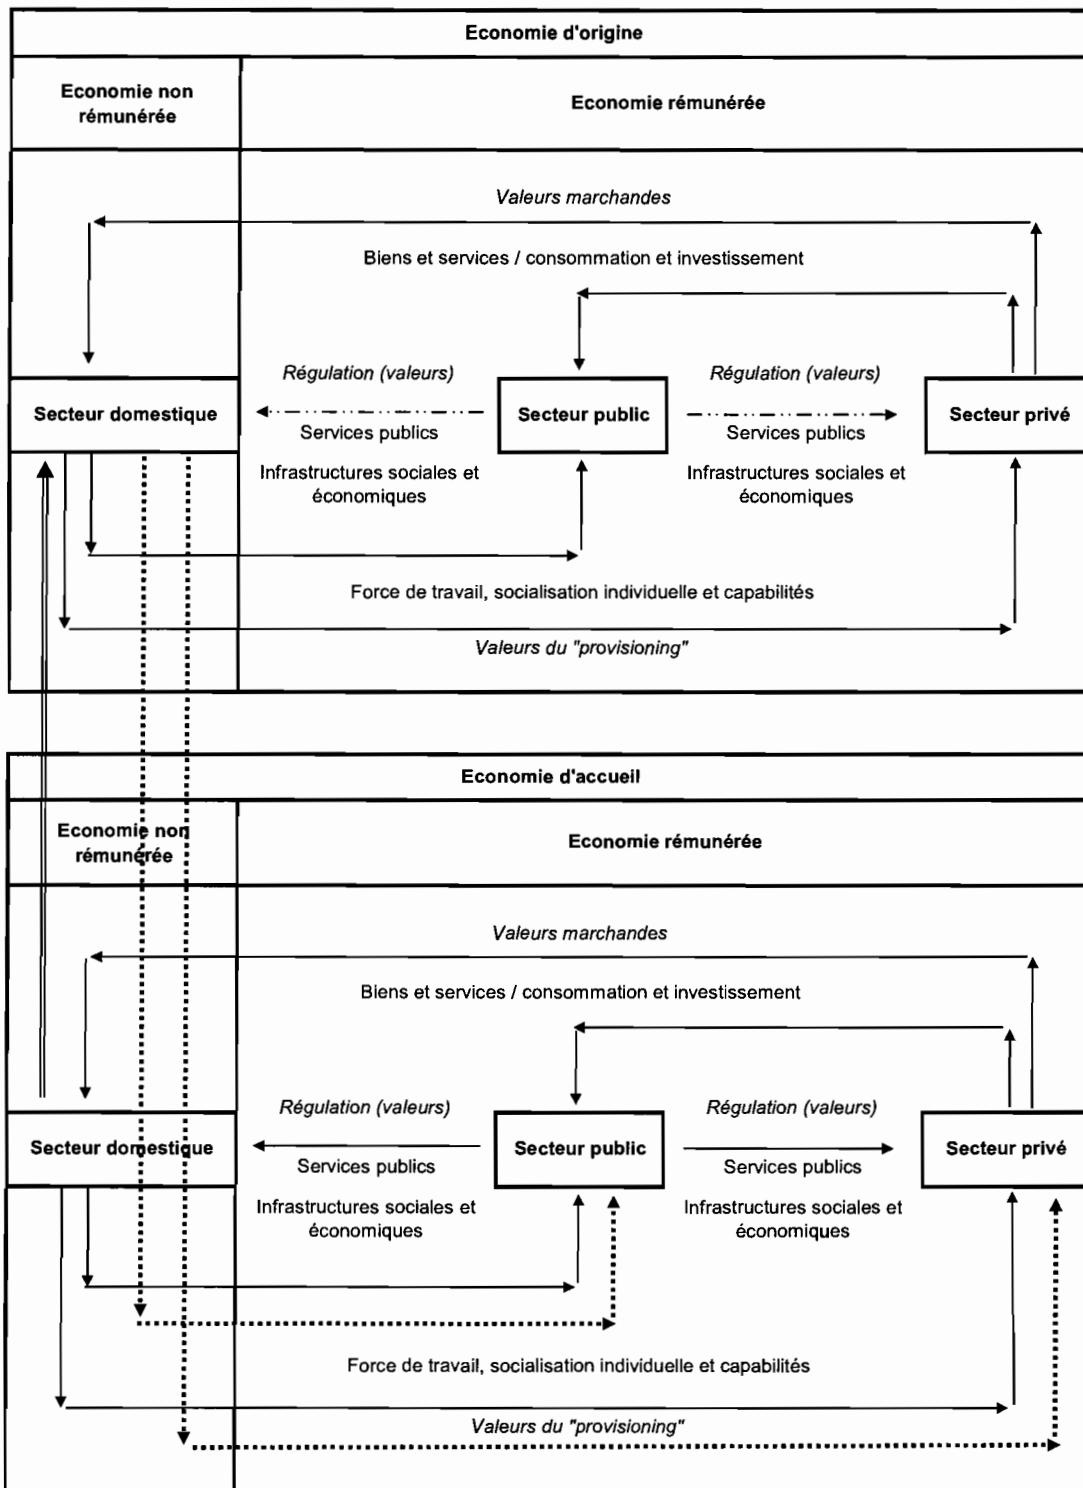 Economie d'origine
Economie non
rémunérée
Economie rémunérée
Valeurs marchandes
Biens et services / consommation et investissement
Régulation (valeurs)
Régulation (valeurs)
Secteur domestique
Secteur public
Secteur privé
Services publics
Services publics
Infrastructures sociales et
économiques
Infrastructures sociales et
économiques
Force de travail, socialisation individuelle et capabilités
Valeurs du "provisioning"
Economie d'accueil
Economie non
rémunérée
Economie rémunérée
Valeurs marchandes
Biens et services / consommation et investissement
Régulation (valeurs)
Régulation (valeurs)
Secteur domestique
Secteur public
Secteur privé
Services publics
Services publics
Infrastructures sociales et
économiques
Infrastructures sociales et
économiques
Force de travail, socialisation individuelle et capabilités
Valeurs du "provisioning"